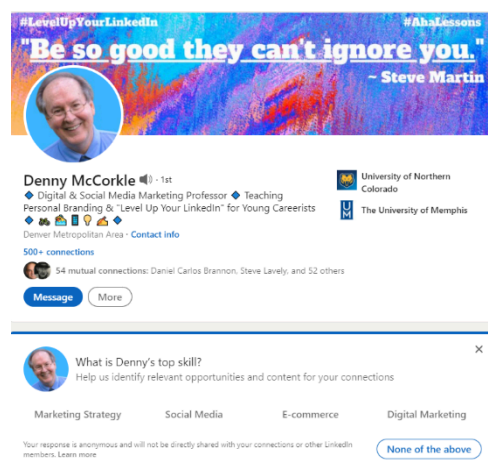 #LevelUpYourLinkedIn
#AhaLessons
"Be so good they can't ignore you."
~ Steve Martin
Denny McCorkle · 1st
Digital & Social Media Marketing Professor Teaching
Personal Branding & "Level Up Your LinkedIn" for Young Careerists
Denver Metropolitan Area · Contact info
500+ connections
54 mutual connections: Daniel Carlos Brannon, Steve Lavely, and 52 others
Message
More
University of Northern
Colorado
The University of Memphis
What is Denny's top skill?
Help us identify relevant opportunities and content for your connections
Marketing Strategy
Social Media
E-commerce
Digital Marketing
Your response is anonymous and will not be directly shared with your connections or other LinkedIn
members. Learn more
None of the above